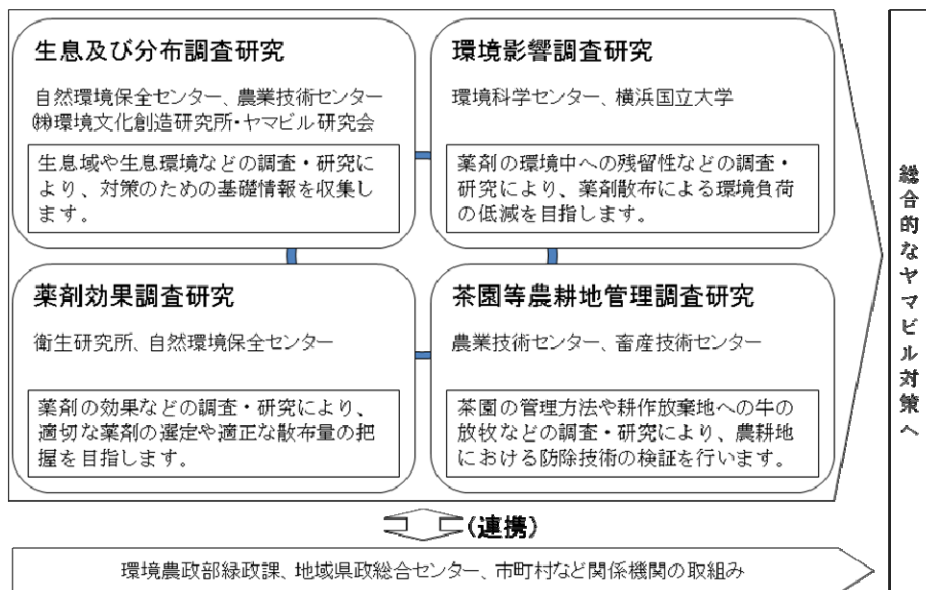 生息及び分布調査研究
自然環境保全センター、農業技術センター
㈱環境文化創造研究所・ヤマビル研究会
生息域や生息環境などの調査・研究に
より、対策のための基礎情報を収集し
ます。
環境影響調査研究
環境科学センター、横浜国立大学
薬剤の環境中への残留性などの調査・
研究により、薬剤散布による環境負荷
の低減を目指します。
薬剤効果調査研究
衛生研究所、自然環境保全センター
薬剤の効果などの調査・研究により、
適切な薬剤の選定や適正な散布量の把
握を目指します。
茶園等農耕地管理調査研究
農業技術センター、畜産技術センター
茶園の管理方法や耕作放棄地への牛の
放牧などの調査・研究により、農耕地
における防除技術の検証を行います。
総合的なヤマビル対策へ
(連携)
環境農政部緑政課、地域県政総合センター、市町村など関係機関の取組み